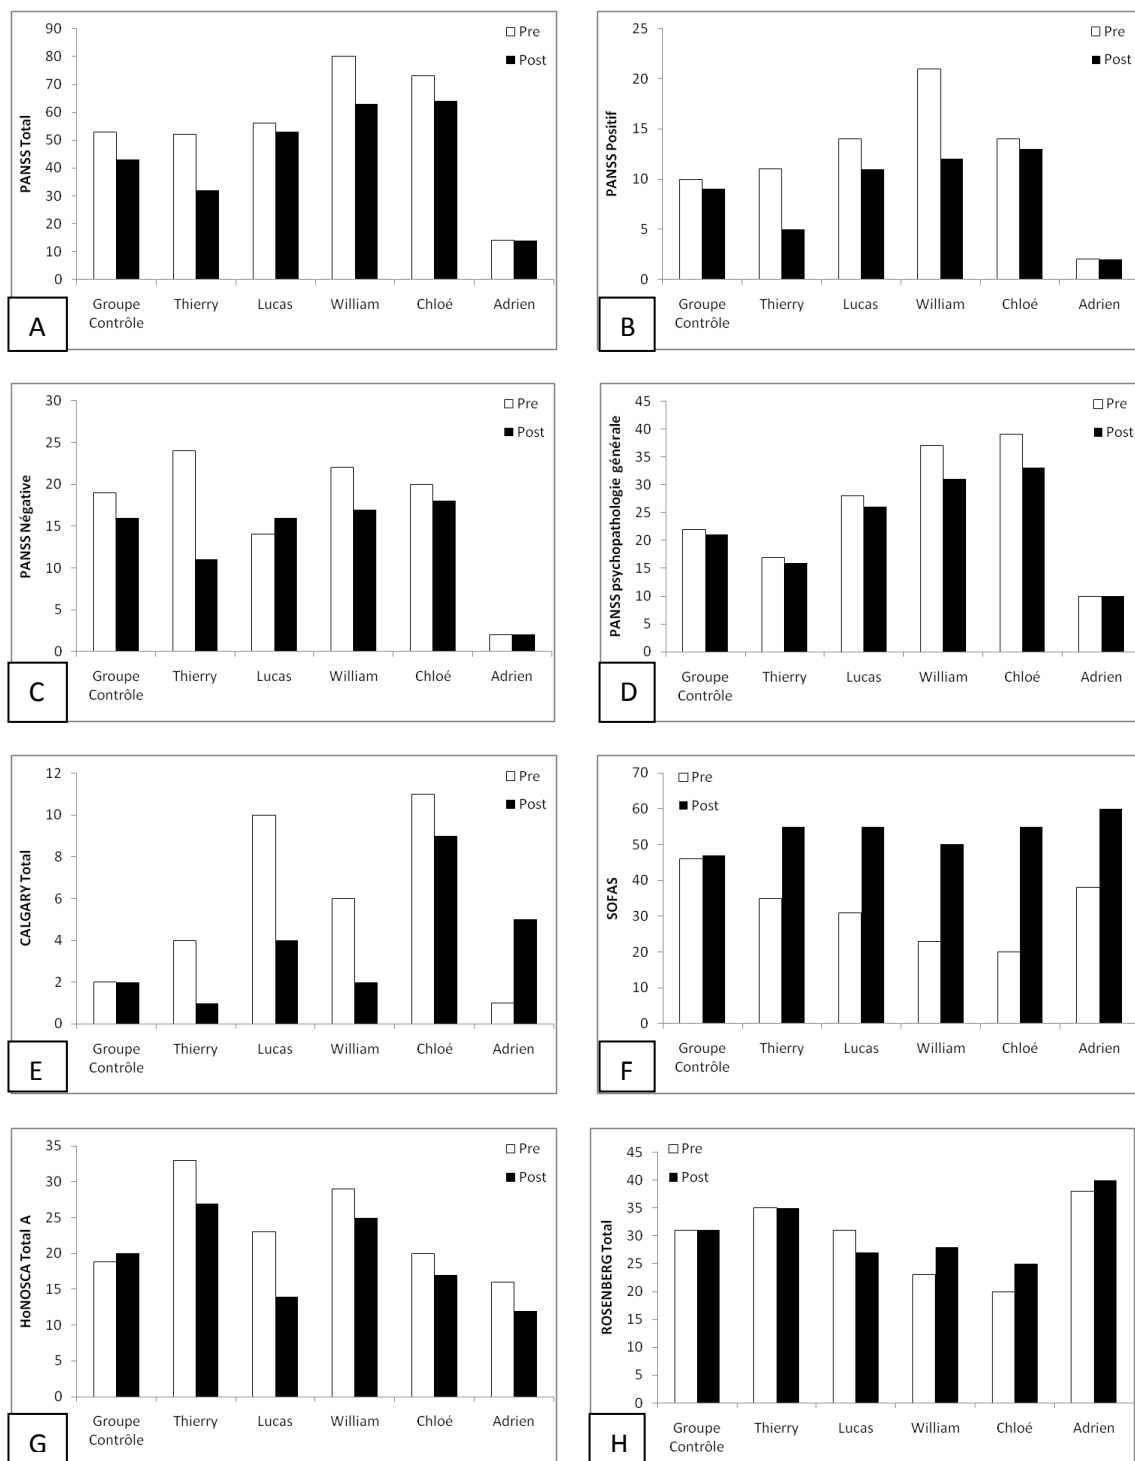 PANSS Total
90
80
70
60
50
40
30
20
10
0
Pre
Post
Groupe Contrôle
Thierry
Lucas
William
Chloé
Adrien
A
PANSS Positif
25
20
15
10
5
0
Pre
Post
Groupe Contrôle
Thierry
Lucas
William
Chloé
Adrien
B
PANSS Négative
30
25
20
15
10
5
0
Pre
Post
Groupe Contrôle
Thierry
Lucas
William
Chloé
Adrien
C
PANSS psychopathologie générale
45
40
35
30
25
20
15
10
5
0
Pre
Post
Groupe Contrôle
Thierry
Lucas
William
Chloé
Adrien
D
CALGARY Total
12
10
8
6
4
2
0
Pre
Post
Groupe Contrôle
Thierry
Lucas
William
Chloé
Adrien
E
SOFAS
70
60
50
40
30
20
10
0
Pre
Post
Groupe Contrôle
Thierry
Lucas
William
Chloé
Adrien
F
HoNOSCA Total A
35
30
25
20
15
10
5
0
Pre
Post
Groupe Contrôle
Thierry
Lucas
William
Chloé
Adrien
G
ROSENBERG Total
45
40
35
30
25
20
15
10
5
0
Pre
Post
Groupe Contrôle
Thierry
Lucas
William
Chloé
Adrien
H